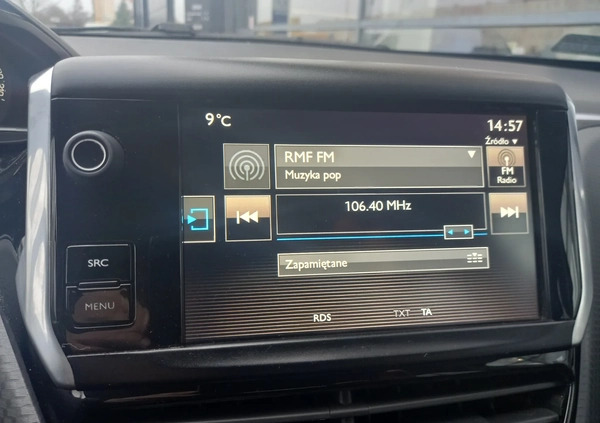 9°C
14:57
Źródło ▼
RMF FM ▼
Muzyka pop
FM
Radio
106.40 MHz
Zapamiętane
RDS
TXT TA
SRC
MENU